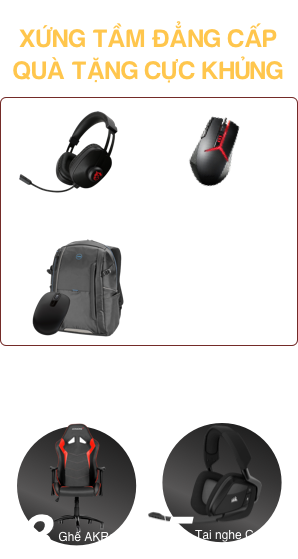 XỨNG TẦM ĐẲNG CẤP
QUÀ TẶNG CỰC KHỦNG
Ghế AKR
Tai nghe C